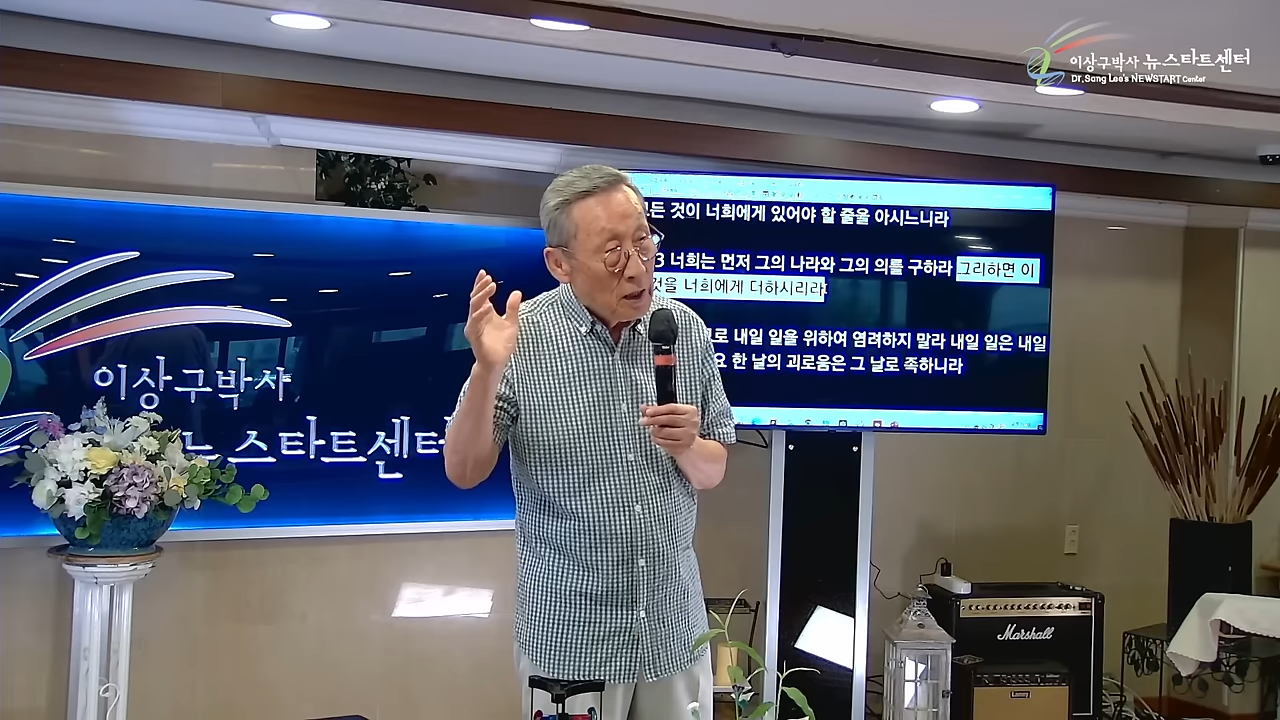 이상구박사 뉴스타트센터
Dr.Sang Lee's NEWSTART Center
것이 너희에게 있어야 할 줄을 아시느니라
3 너희는 먼저 그의 나라와 그의 의를 구하라 그리하면 이
것을 너희에게 더하시리라
내일 일을 위하여 염려하지 말라 내일 일은 내일
요 한 날의 괴로움은 그 날로 족하니라
이상구박사
뉴스타트센터
Marshall
Laney